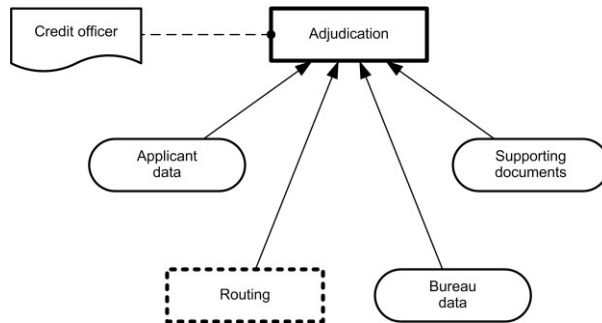 Credit officer
Adjudication
Applicant
data
Supporting
documents
Routing
Bureau
data